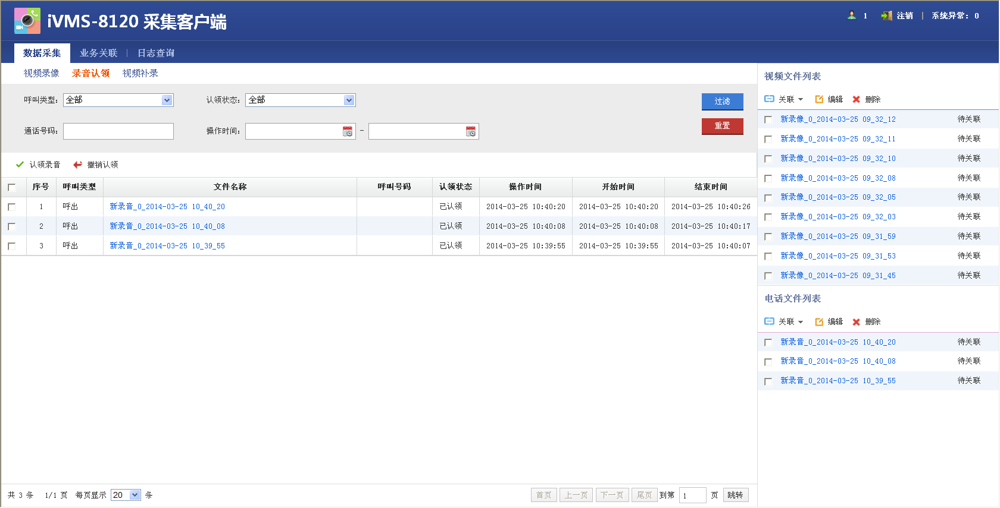 iVMS-8120 采集客户端
1 注销 | 系统异常: 0
数据采集 业务关联 | 日志查询
视频录像 录音认领 视频补录
呼叫类型: 全部 认领状态: 全部 过滤
通话号码: 操作时间: - 重置
认领录音 撤销认领
序号 呼叫类型 文件名称 呼叫号码 认领状态 操作时间 开始时间 结束时间
1 呼出 新录音_0_2014-03-25 10_40_20 已认领 2014-03-25 10:40:20 2014-03-25 10:40:20 2014-03-25 10:40:26
2 呼出 新录音_0_2014-03-25 10_40_08 已认领 2014-03-25 10:40:08 2014-03-25 10:40:08 2014-03-25 10:40:17
3 呼出 新录音_0_2014-03-25 10_39_55 已认领 2014-03-25 10:39:55 2014-03-25 10:39:55 2014-03-25 10:40:07
共 3 条 1/1 页 每页显示 20 条 首页 上一页 下一页 尾页 到第 1 页 跳转
视频文件列表
关联 编辑 删除
新录像_0_2014-03-25 09_32_12 待关联
新录像_0_2014-03-25 09_32_11 待关联
新录像_0_2014-03-25 09_32_10 待关联
新录像_0_2014-03-25 09_32_08 待关联
新录像_0_2014-03-25 09_32_05 待关联
新录像_0_2014-03-25 09_32_03 待关联
新录像_0_2014-03-25 09_31_59 待关联
新录像_0_2014-03-25 09_31_53 待关联
新录像_0_2014-03-25 09_31_45 待关联
电话文件列表
关联 编辑 删除
新录音_0_2014-03-25 10_40_20 待关联
新录音_0_2014-03-25 10_40_08 待关联
新录音_0_2014-03-25 10_39_55 待关联